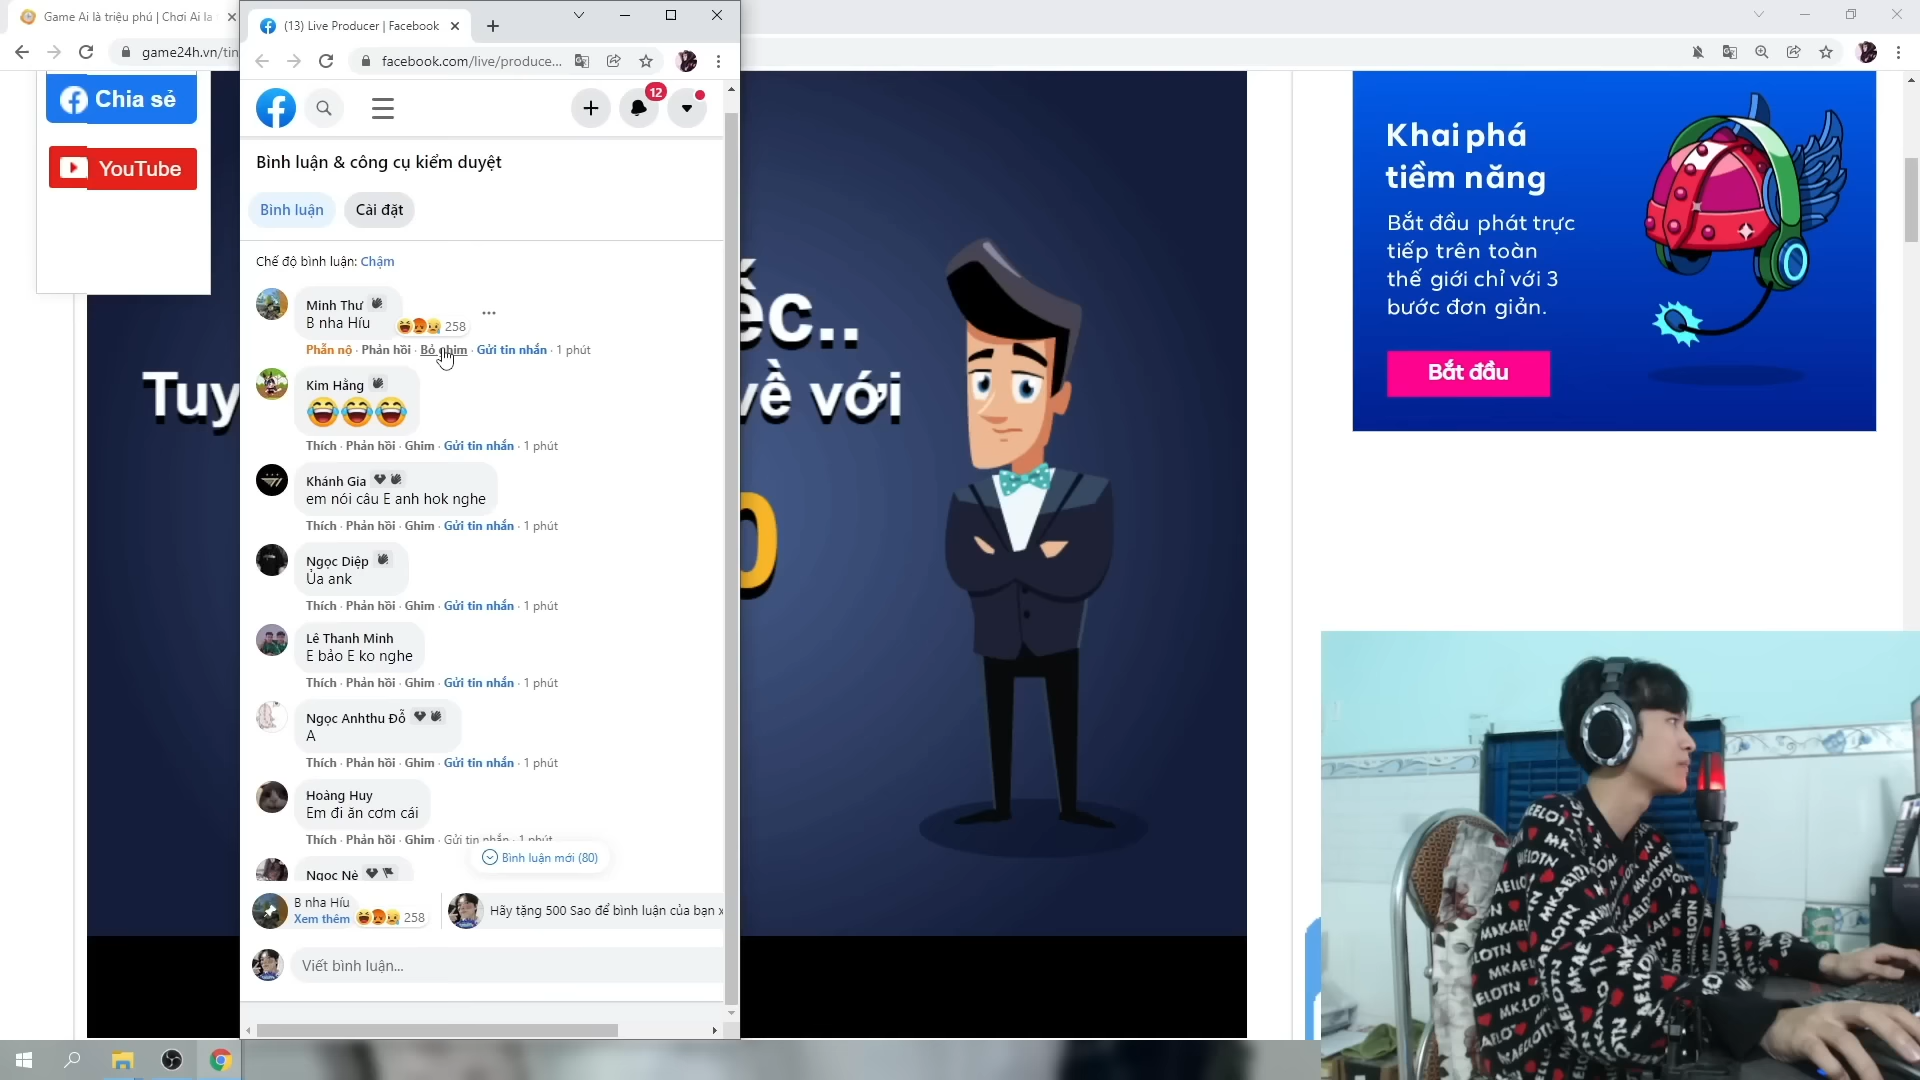 Game Ai là triệu phú | Chơi Ai la
game24h.vn/tin
(13) Live Producer | Facebook
facebook.com/live/produce...
Chia sẻ
YouTube
12
Bình luận & công cụ kiểm duyệt
Bình luận
Cài đặt
Chế độ bình luận: Chậm
Minh Thư
B nha Híu
258
Phẫn nộ · Phản hồi · Bỏ ghim · Gửi tin nhắn · 1 phút
Kim Hằng
😂😂😂
Thích · Phản hồi · Ghim · Gửi tin nhắn · 1 phút
Khánh Gia
em nói câu E anh hok nghe
Thích · Phản hồi · Ghim · Gửi tin nhắn · 1 phút
Ngọc Diệp
Ủa ank
Thích · Phản hồi · Ghim · Gửi tin nhắn · 1 phút
Lê Thanh Minh
E bảo E ko nghe
Thích · Phản hồi · Ghim · Gửi tin nhắn · 1 phút
Ngọc Anhthu Đỗ
A
Thích · Phản hồi · Ghim · Gửi tin nhắn · 1 phút
Hoàng Huy
Em đi ăn cơm cái
Thích · Phản hồi · Ghim · Gửi tin nhắn · 1 phút
Bình luận mới (80)
Ngọc Nè
B nha Híu
Xem thêm
258
Hãy tặng 500 Sao để bình luận của bạn x
Viết bình luận...
ếc..
Tuy
về với
0
Khai phá
tiềm năng
Bắt đầu phát trực
tiếp trên toàn
thế giới chỉ với 3
bước đơn giản.
Bắt đầu